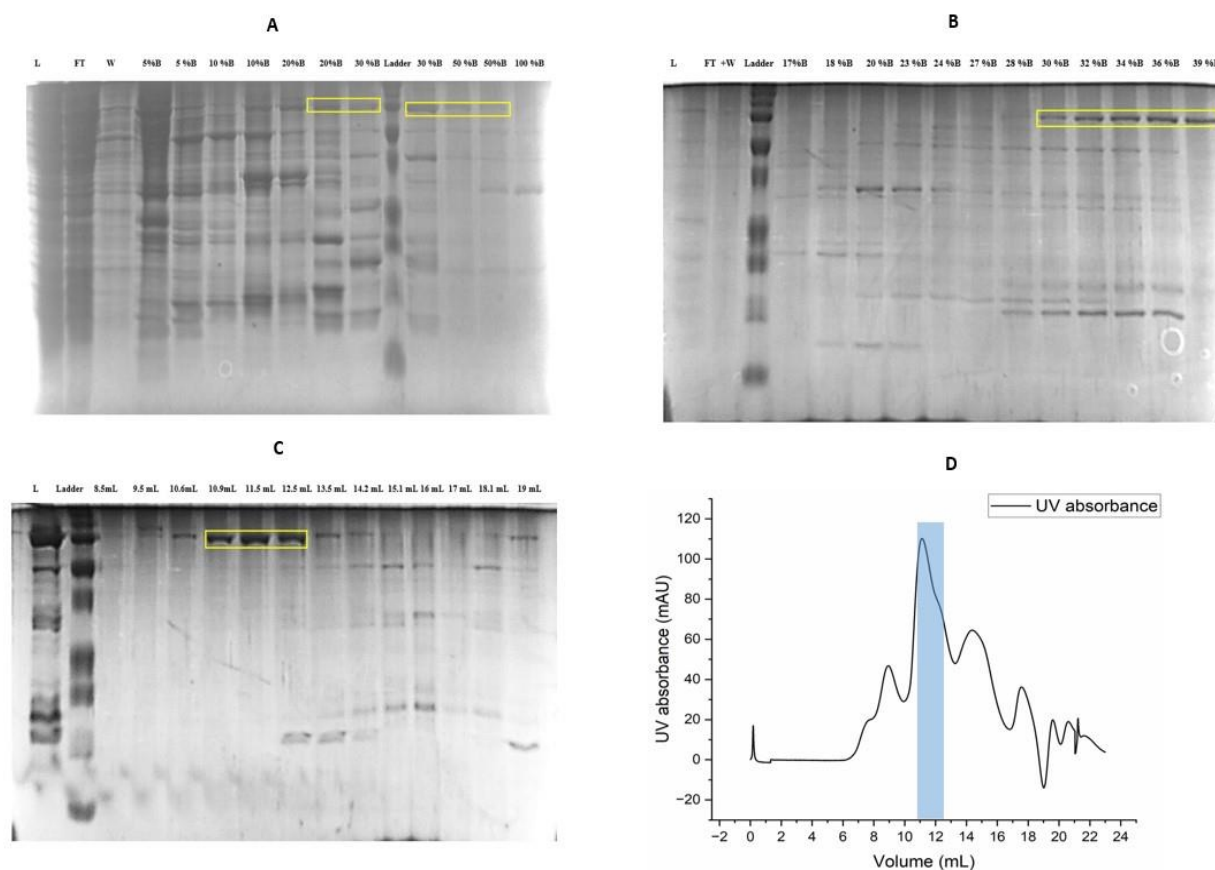 A
L FT W 5%B 5 %B 10 %B 10%B 20 %B 20%B 30 %B Ladder 30 %B 50 %B 50%B 100 %B
B
L FT +W Ladder 17%B 18 %B 20 %B 23 %B 24 %B 27 %B 28 %B 30 %B 32 %B 34 %B 36 %B 39 %B
C
L Ladder 8.5mL 9.5 mL 10.6mL 10.9mL 11.5 mL 12.5 mL 13.5 mL 14.2 mL 15.1 mL 16 mL 17 mL 18.1 mL 19 mL
D
UV absorbance
UV absorbance (mAU)
120
100
80
60
40
20
0
−20
−2 0 2 4 6 8 10 12 14 16 18 20 22 24
Volume (mL)